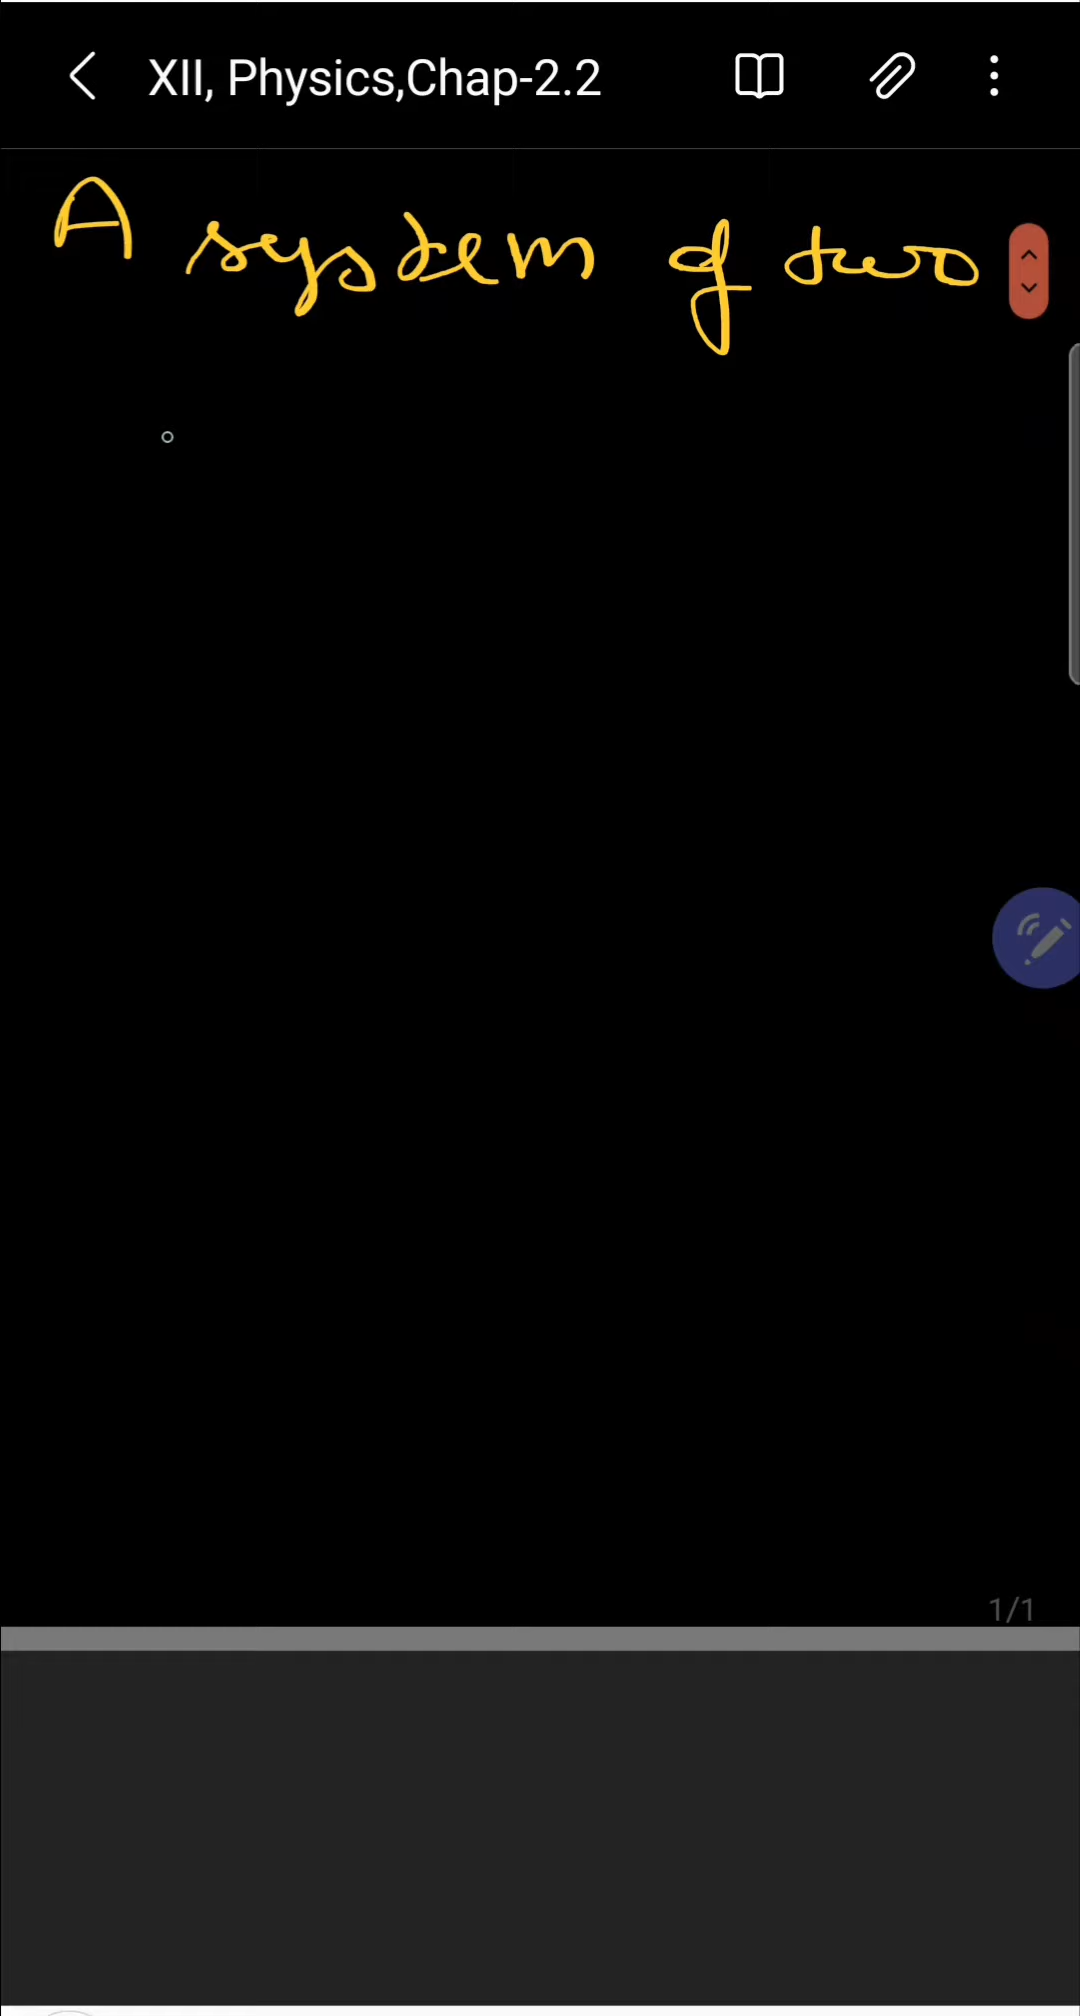 XII, Physics,Chap-2.2
A system of two
1/1